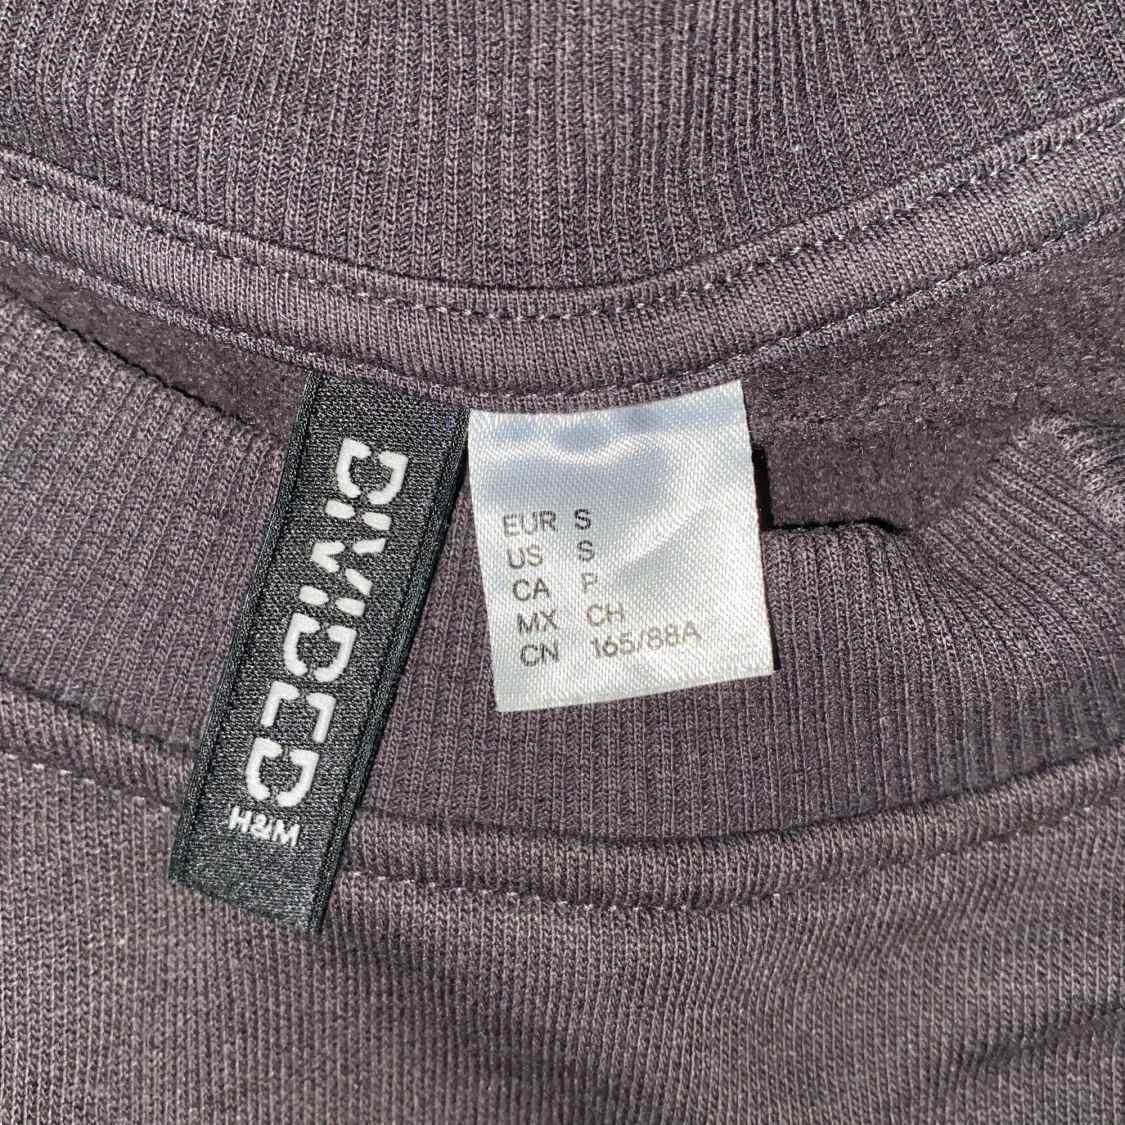 DIVIDED
H&M
EUR S
US S
CA P
MX CH
CN 165/88A